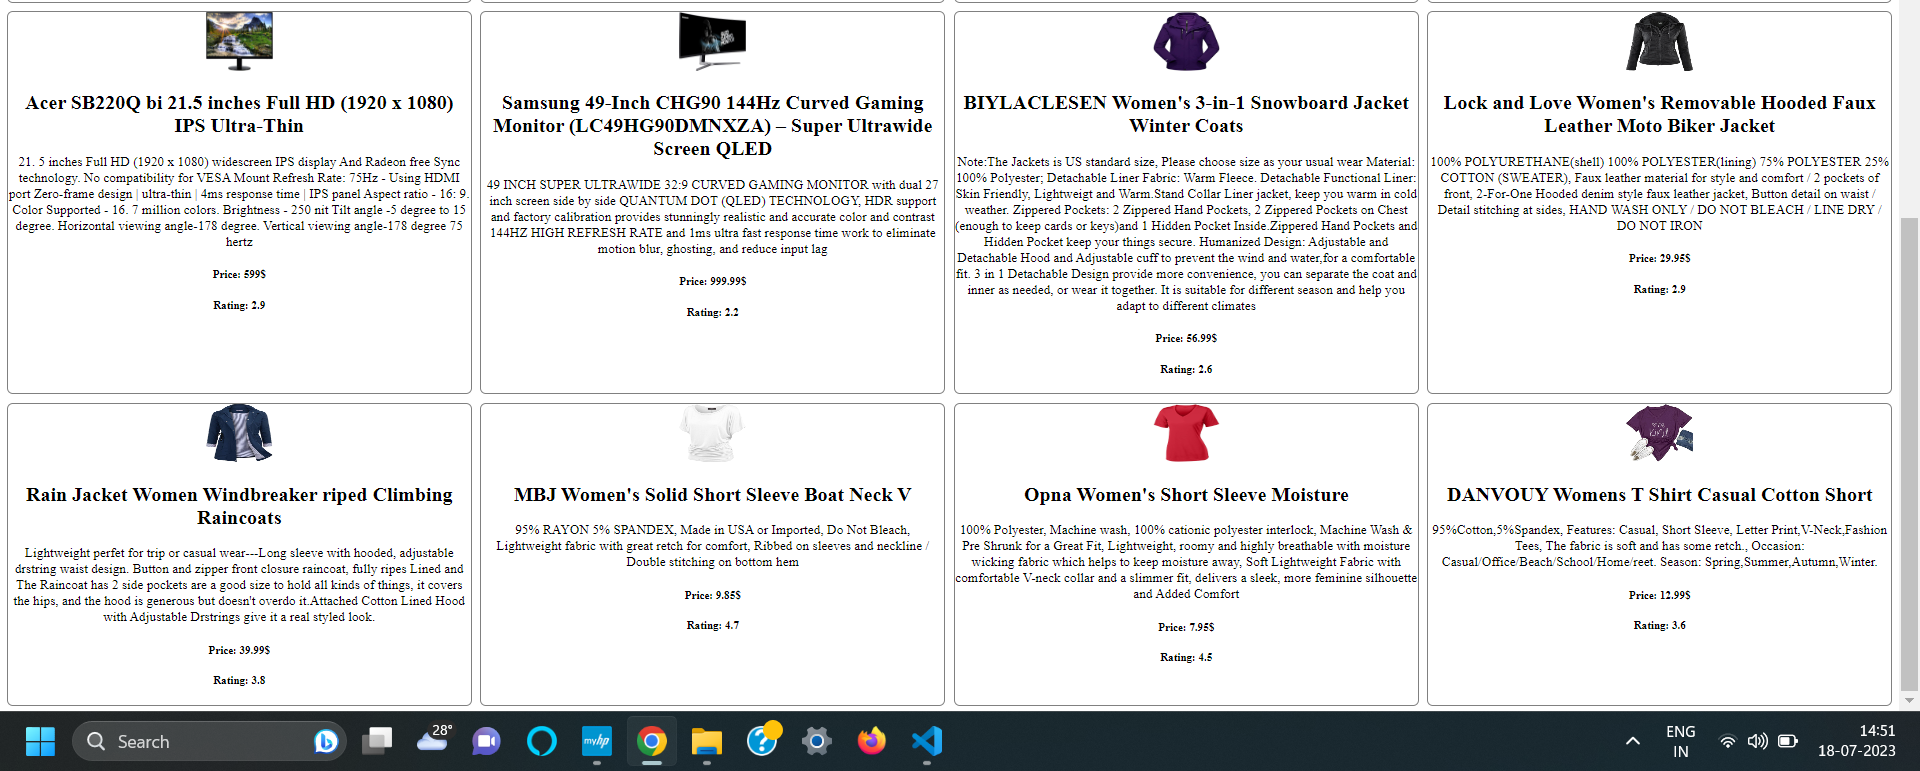 Acer SB220Q bi 21.5 inches Full HD (1920 x 1080)
IPS Ultra-Thin
21. 5 inches Full HD (1920 x 1080) widescreen IPS display And Radeon free Sync
technology. No compatibility for VESA Mount Refresh Rate: 75Hz - Using HDMI
port Zero-frame design | ultra-thin | 4ms response time | IPS panel Aspect ratio - 16: 9.
Color Supported - 16. 7 million colors. Brightness - 250 nit Tilt angle -5 degree to 15
degree. Horizontal viewing angle-178 degree. Vertical viewing angle-178 degree 75
hertz
Price: 599$
Rating: 2.9
Samsung 49-Inch CHG90 144Hz Curved Gaming
Monitor (LC49HG90DMNXZA) – Super Ultrawide
Screen QLED
49 INCH SUPER ULTRAWIDE 32:9 CURVED GAMING MONITOR with dual 27
inch screen side by side QUANTUM DOT (QLED) TECHNOLOGY, HDR support
and factory calibration provides stunningly realistic and accurate color and contrast
144HZ HIGH REFRESH RATE and 1ms ultra fast response time work to eliminate
motion blur, ghosting, and reduce input lag
Price: 999.99$
Rating: 2.2
BIYLACLESEN Women's 3-in-1 Snowboard Jacket
Winter Coats
Note:The Jackets is US standard size, Please choose size as your usual wear Material:
100% Polyester; Detachable Liner Fabric: Warm Fleece. Detachable Functional Liner:
Skin Friendly, Lightweigt and Warm.Stand Collar Liner jacket, keep you warm in cold
weather. Zippered Pockets: 2 Zippered Hand Pockets, 2 Zippered Pockets on Chest
(enough to keep cards or keys)and 1 Hidden Pocket Inside.Zippered Hand Pockets and
Hidden Pocket keep your things secure. Humanized Design: Adjustable and
Detachable Hood and Adjustable cuff to prevent the wind and water,for a comfortable
fit. 3 in 1 Detachable Design provide more convenience, you can separate the coat and
inner as needed, or wear it together. It is suitable for different season and help you
adapt to different climates
Price: 56.99$
Rating: 2.6
Lock and Love Women's Removable Hooded Faux
Leather Moto Biker Jacket
100% POLYURETHANE(shell) 100% POLYESTER(lining) 75% POLYESTER 25%
COTTON (SWEATER), Faux leather material for style and comfort / 2 pockets of
front, 2-For-One Hooded denim style faux leather jacket, Button detail on waist /
Detail stitching at sides, HAND WASH ONLY / DO NOT BLEACH / LINE DRY /
DO NOT IRON
Price: 29.95$
Rating: 2.9
Rain Jacket Women Windbreaker riped Climbing
Raincoats
Lightweight perfet for trip or casual wear---Long sleeve with hooded, adjustable
drstring waist design. Button and zipper front closure raincoat, fully ripes Lined and
The Raincoat has 2 side pockets are a good size to hold all kinds of things, it covers
the hips, and the hood is generous but doesn't overdo it.Attached Cotton Lined Hood
with Adjustable Drstrings give it a real styled look.
Price: 39.99$
Rating: 3.8
MBJ Women's Solid Short Sleeve Boat Neck V
95% RAYON 5% SPANDEX, Made in USA or Imported, Do Not Bleach,
Lightweight fabric with great retch for comfort, Ribbed on sleeves and neckline /
Double stitching on bottom hem
Price: 9.85$
Rating: 4.7
Opna Women's Short Sleeve Moisture
100% Polyester, Machine wash, 100% cationic polyester interlock, Machine Wash &
Pre Shrunk for a Great Fit, Lightweight, roomy and highly breathable with moisture
wicking fabric which helps to keep moisture away, Soft Lightweight Fabric with
comfortable V-neck collar and a slimmer fit, delivers a sleek, more feminine silhouette
and Added Comfort
Price: 7.95$
Rating: 4.5
DANVOUY Womens T Shirt Casual Cotton Short
95%Cotton,5%Spandex, Features: Casual, Short Sleeve, Letter Print,V-Neck,Fashion
Tees, The fabric is soft and has some retch., Occasion:
Casual/Office/Beach/School/Home/reet. Season: Spring,Summer,Autumn,Winter.
Price: 12.99$
Rating: 3.6
Search
28°
myhp
ENG
IN
14:51
18-07-2023